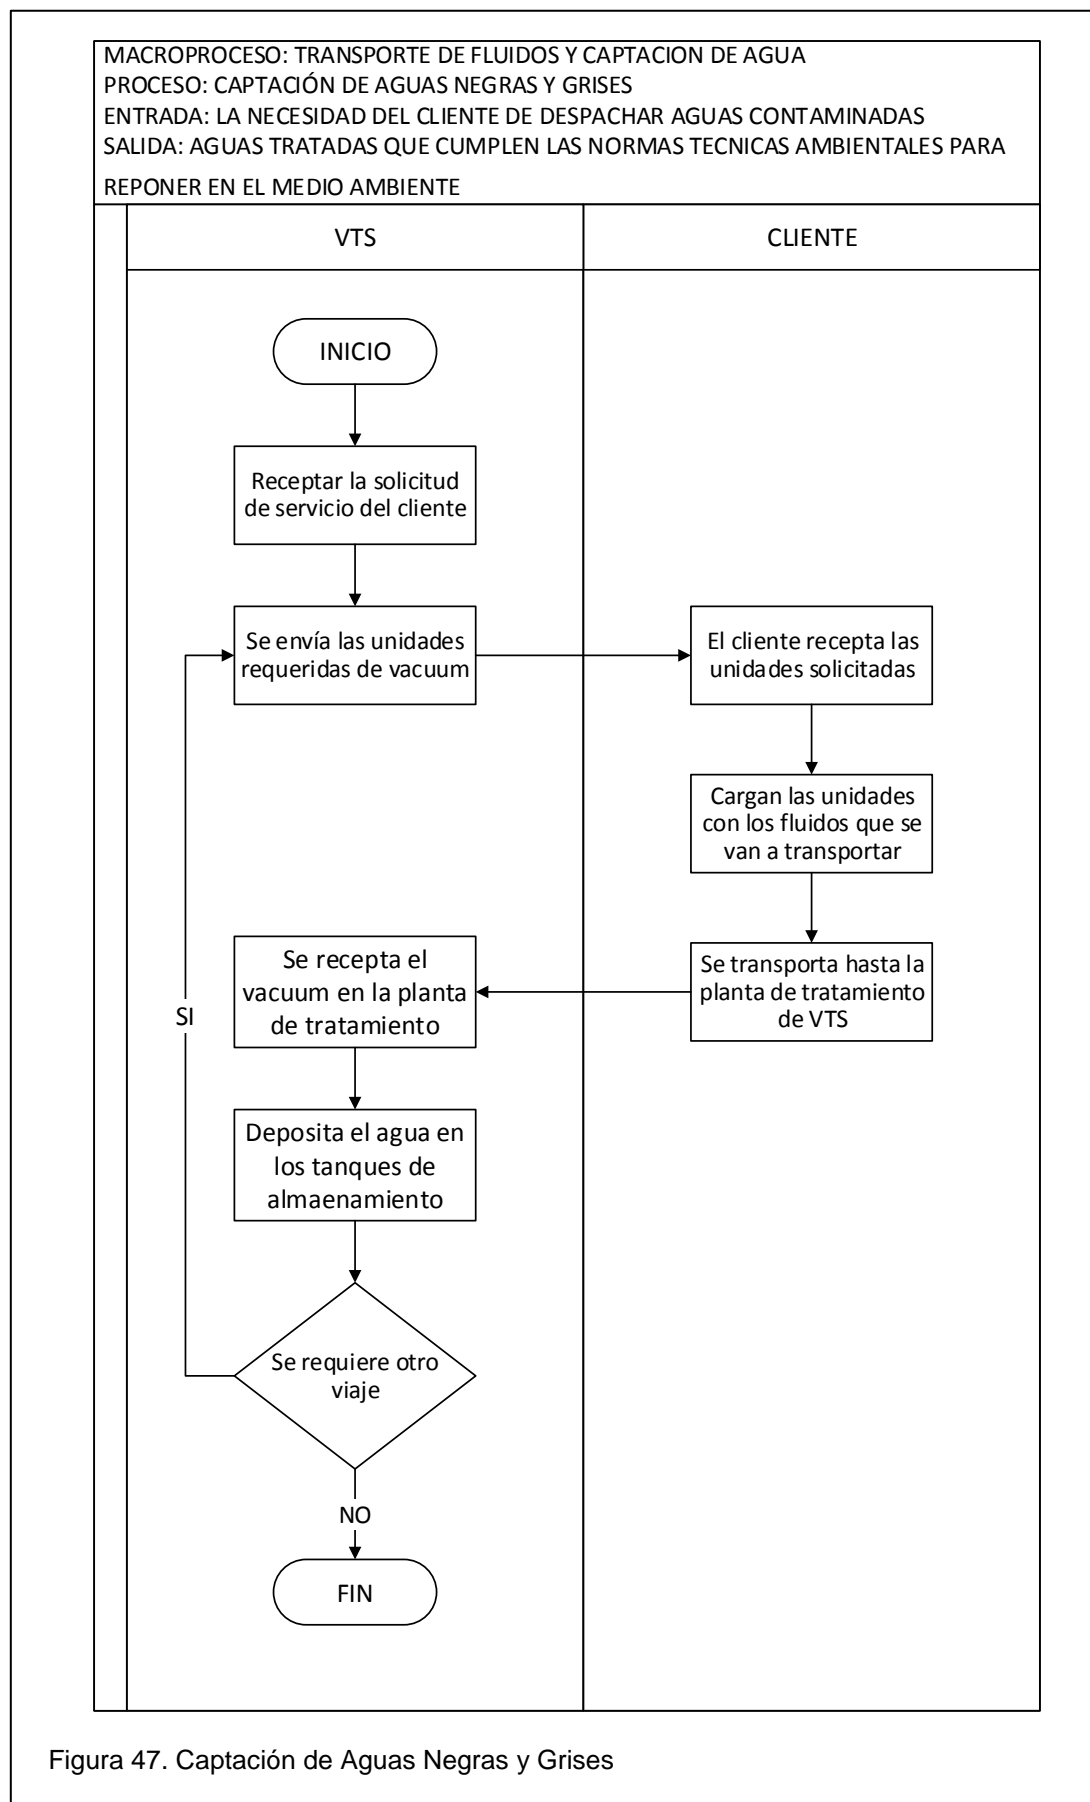 MACROPROCESO: TRANSPORTE DE FLUIDOS Y CAPTACION DE AGUA
PROCESO: CAPTACIÓN DE AGUAS NEGRAS Y GRISES
ENTRADA: LA NECESIDAD DEL CLIENTE DE DESPACHAR AGUAS CONTAMINADAS
SALIDA: AGUAS TRATADAS QUE CUMPLEN LAS NORMAS TECNICAS AMBIENTALES PARA
REPONER EN EL MEDIO AMBIENTE
VTS
CLIENTE
INICIO
Receptar la solicitud
de servicio del cliente
Se envía las unidades
requeridas de vacuum
El cliente recepta las
unidades solicitadas
Cargan las unidades
con los fluidos que se
van a transportar
Se transporta hasta la
planta de tratamiento
de VTS
Se recepta el
vacuum en la planta
de tratamiento
SI
Deposita el agua en
los tanques de
almaenamiento
Se requiere otro
viaje
NO
FIN
Figura 47. Captación de Aguas Negras y Grises